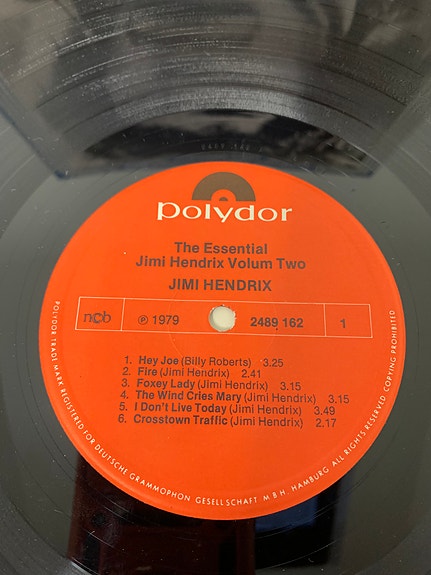 2489 162
polydor
The Essential
Jimi Hendrix Volum Two
JIMI HENDRIX
ncb
℗ 1979
2489 162
1
1. Hey Joe (Billy Roberts) 3.25
2. Fire (Jimi Hendrix) 2.41
3. Foxey Lady (Jimi Hendrix) 3.15
4. The Wind Cries Mary (Jimi Hendrix) 3.15
5. I Don't Live Today (Jimi Hendrix) 3.49
6. Crosstown Traffic (Jimi Hendrix) 2.17
POLYDOR TRADE MARK REGISTERED FOR DEUTSCHE GRAMMOPHON GESELLSCHAFT M B H. HAMBURG ALL RIGHTS RESERVED COPYING PROHIBITED